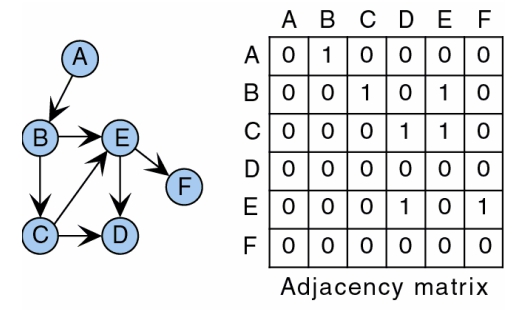 A
B
E
F
C
D
A B C D E F
A 0 1 0 0 0 0
B 0 0 1 0 1 0
C 0 0 0 1 1 0
D 0 0 0 0 0 0
E 0 0 0 1 0 1
F 0 0 0 0 0 0
Adjacency matrix